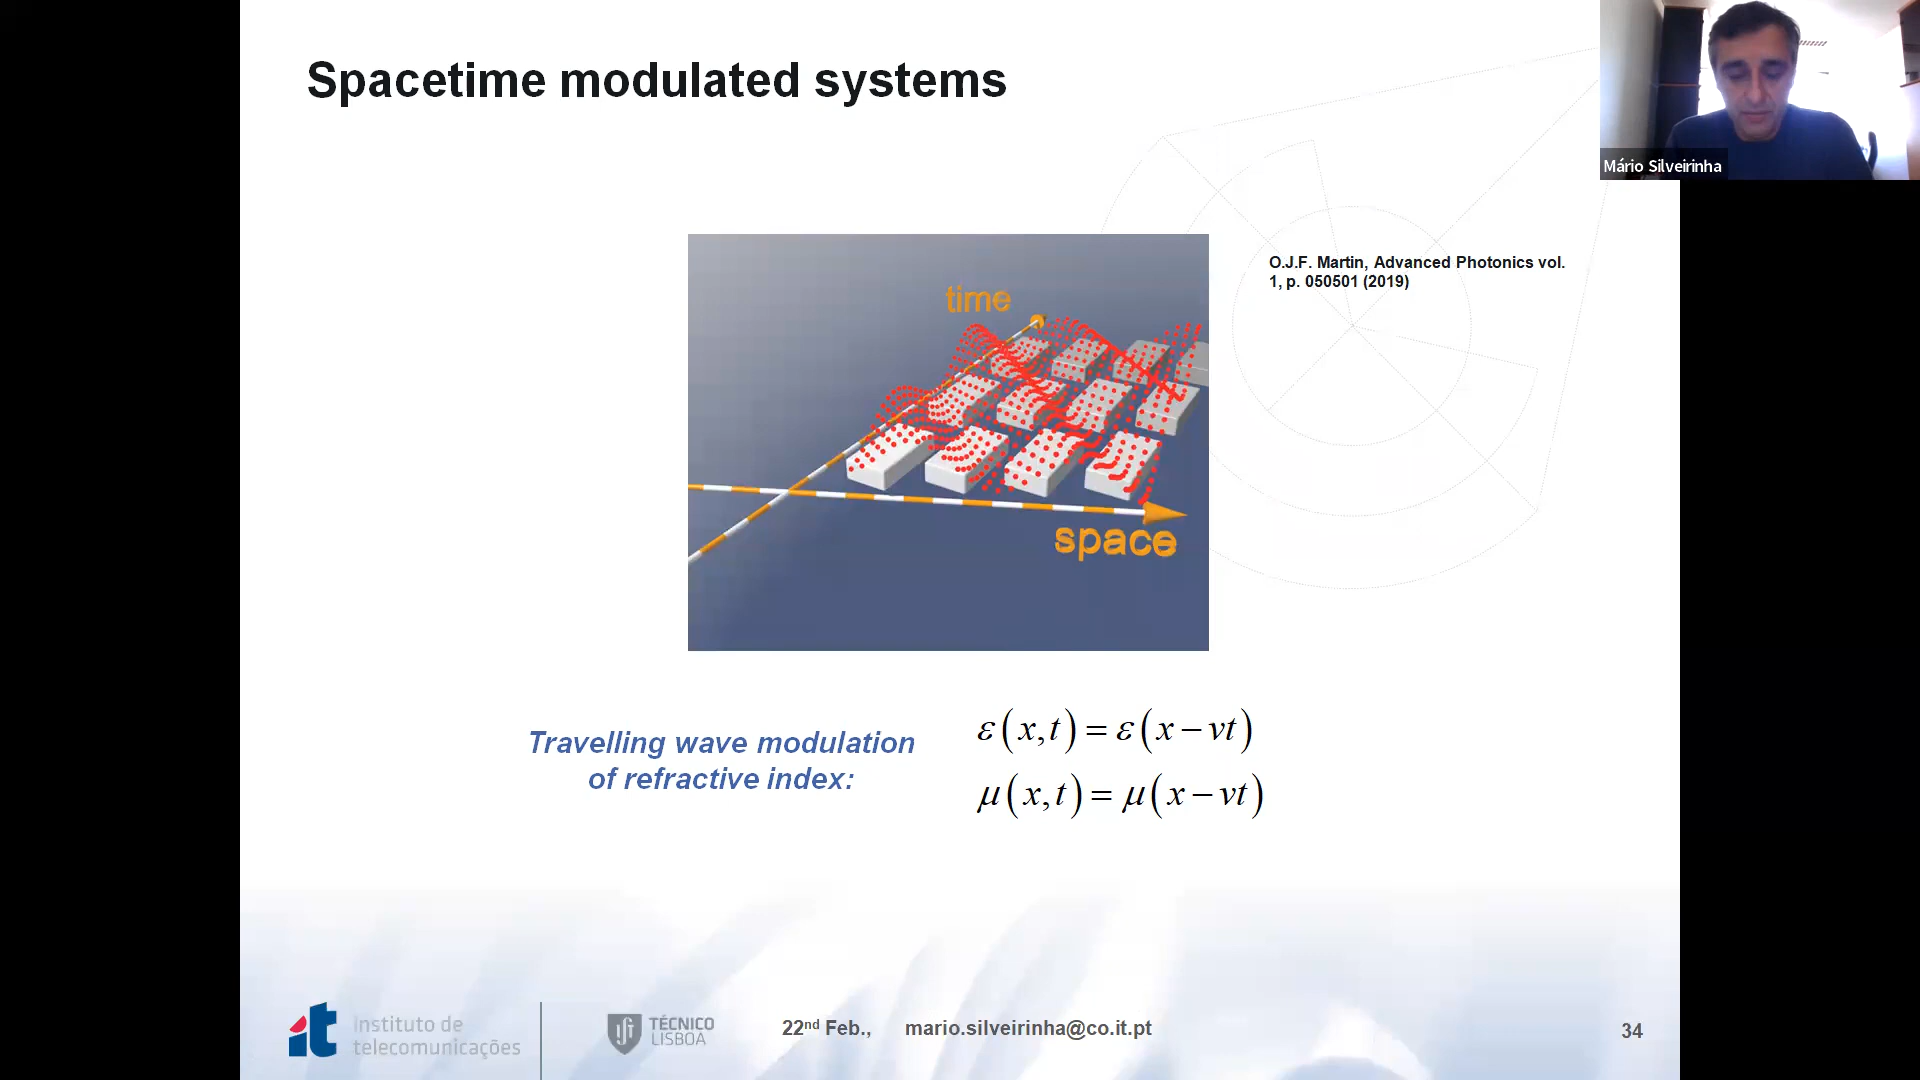 Spacetime modulated systems
Mário Silveirinha
O.J.F. Martin, Advanced Photonics vol.
1, p. 050501 (2019)
time
space
Travelling wave modulation
of refractive index:
ε(x,t) = ε(x − vt)
μ(x,t) = μ(x − vt)
it instituto de
telecomunicações
TÉCNICO
LISBOA
22nd Feb., mario.silveirinha@co.it.pt
34